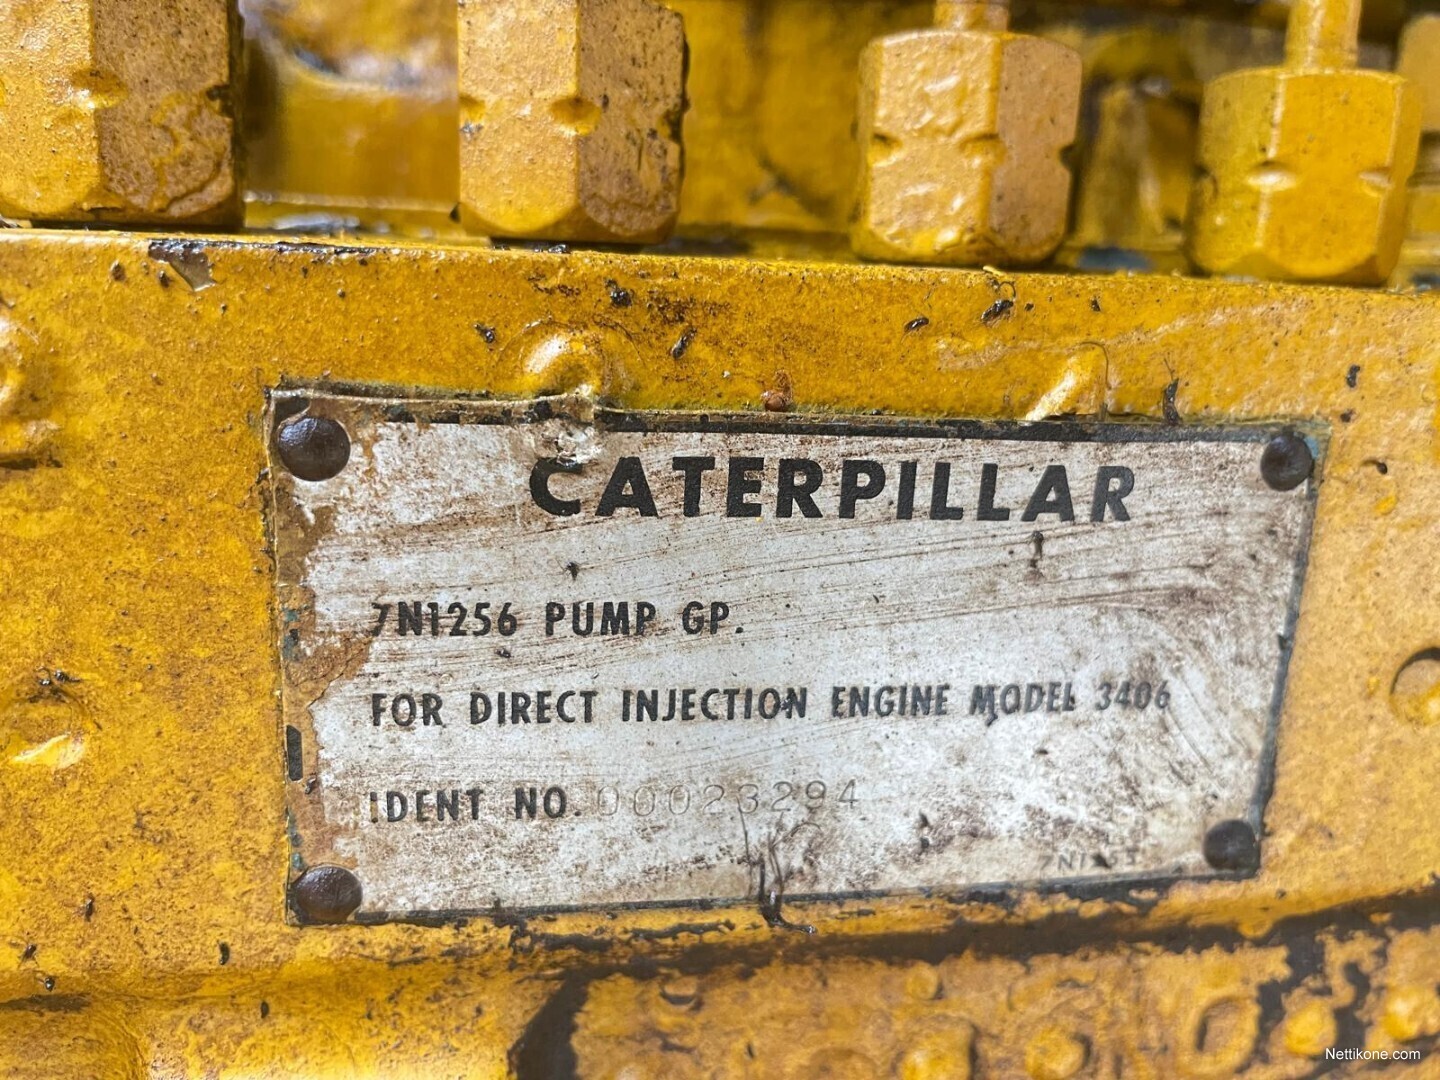 CATERPILLAR
7N1256 PUMP GP.
FOR DIRECT INJECTION ENGINE MODEL 3406
IDENT NO. 00023294
Nettikone.com